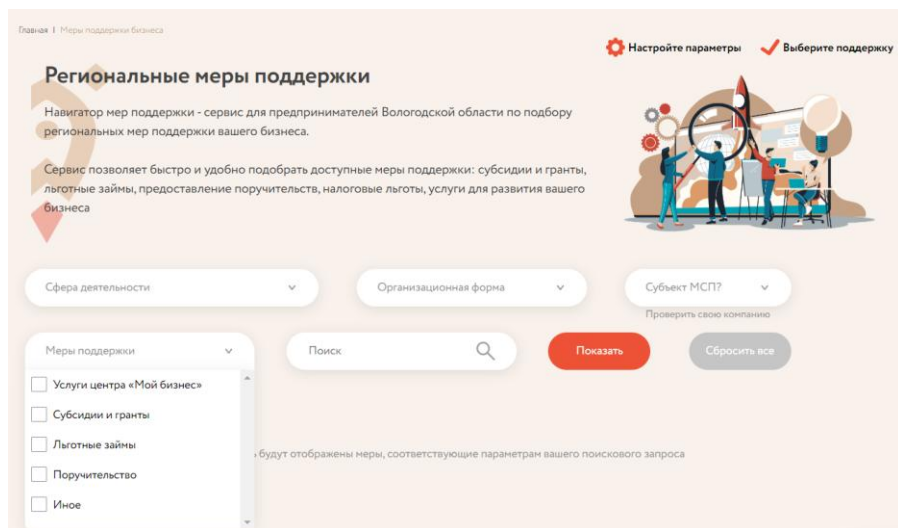 Главная | Меры поддержки бизнеса
Настройте параметры
Выберите поддержку
Региональные меры поддержки
Навигатор мер поддержки - сервис для предпринимателей Вологодской области по подбору
региональных мер поддержки вашего бизнеса.
Сервис позволяет быстро и удобно подобрать доступные меры поддержки: субсидии и гранты,
льготные займы, предоставление поручительств, налоговые льготы, услуги для развития вашего
бизнеса
Сфера деятельности
Организационная форма
Субъект МСП?
Проверить свою компанию
Меры поддержки
Поиск
Показать
Сбросить все
Услуги центра «Мой бизнес»
Субсидии и гранты
Льготные займы
будут отображены меры, соответствующие параметрам вашего поискового запроса
Поручительство
Иное